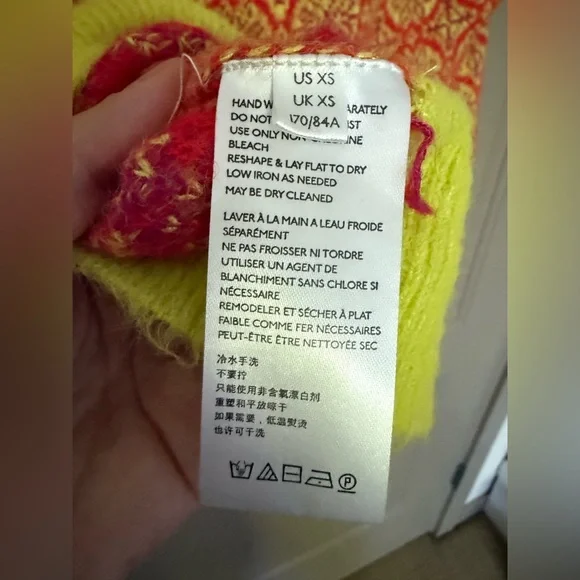 US XS
UK XS
170/84A
HAND W ARATELY
DO NOT IST
USE ONLY NON INE
BLEACH
RESHAPE & LAY FLAT TO DRY
LOW IRON AS NEEDED
MAY BE DRY CLEANED
LAVER À LA MAIN A LEAU FROIDE
SÉPARÉMENT
NE PAS FROISSER NI TORDRE
UTILISER UN AGENT DE
BLANCHIMENT SANS CHLORE SI
NÉCESSAIRE
REMODELER ET SÉCHER À PLAT
FAIBLE COMME FER NÉCESSAIRES
PEUT-ÊTRE ÊTRE NETTOYÉE SEC
冷水手洗
不要拧
只能使用非含氯漂白剂
重塑和平放晾干
如果需要，低温熨烫
也许可干洗
P